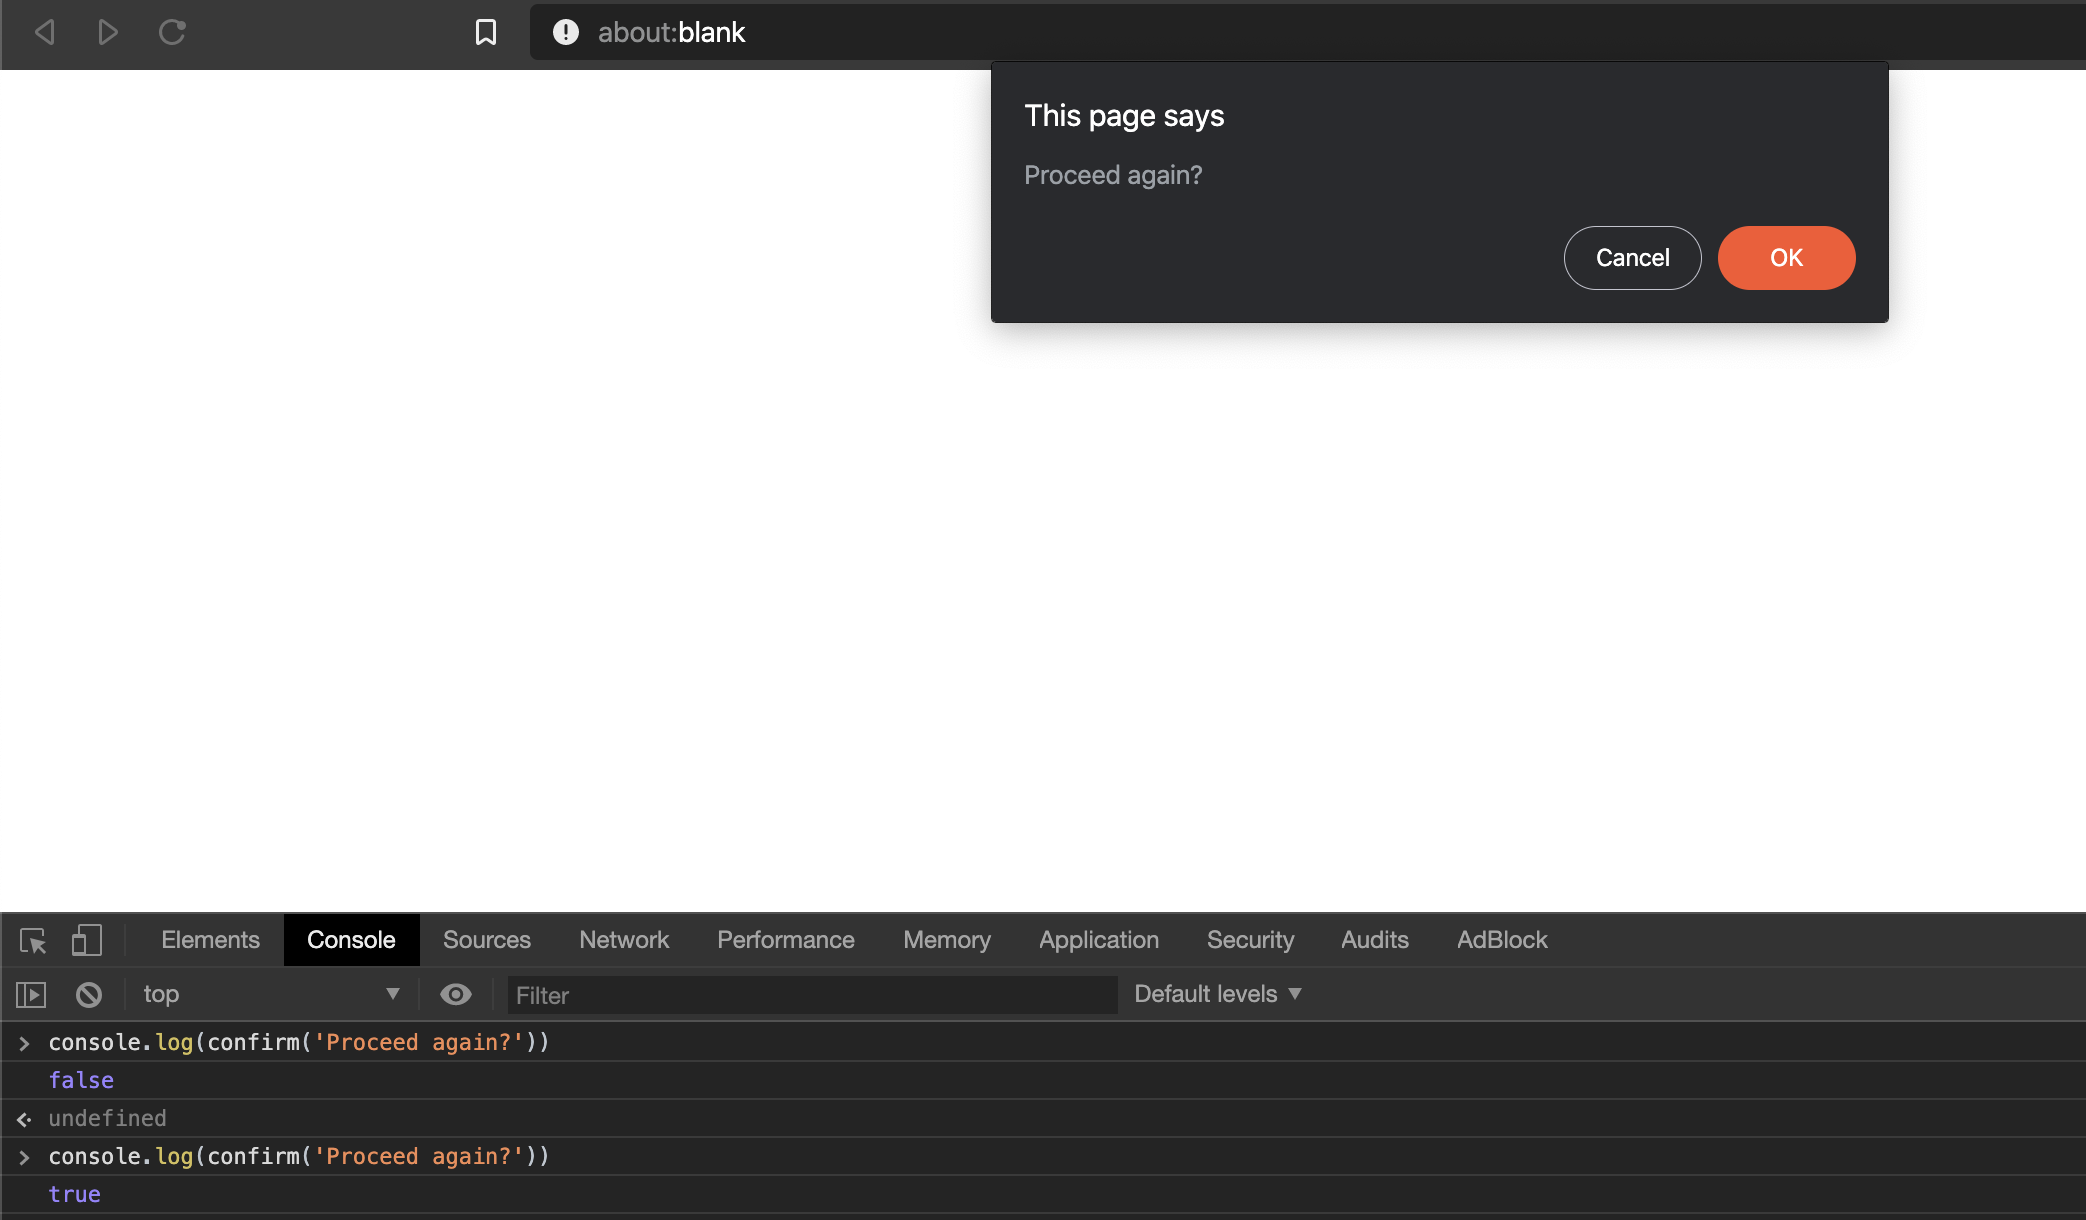 about:blank
This page says
Proceed again?
Cancel OK
Elements Console Sources Network Performance Memory Application Security Audits AdBlock
top Filter Default levels
console.log(confirm('Proceed again?'))
false
undefined
console.log(confirm('Proceed again?'))
true